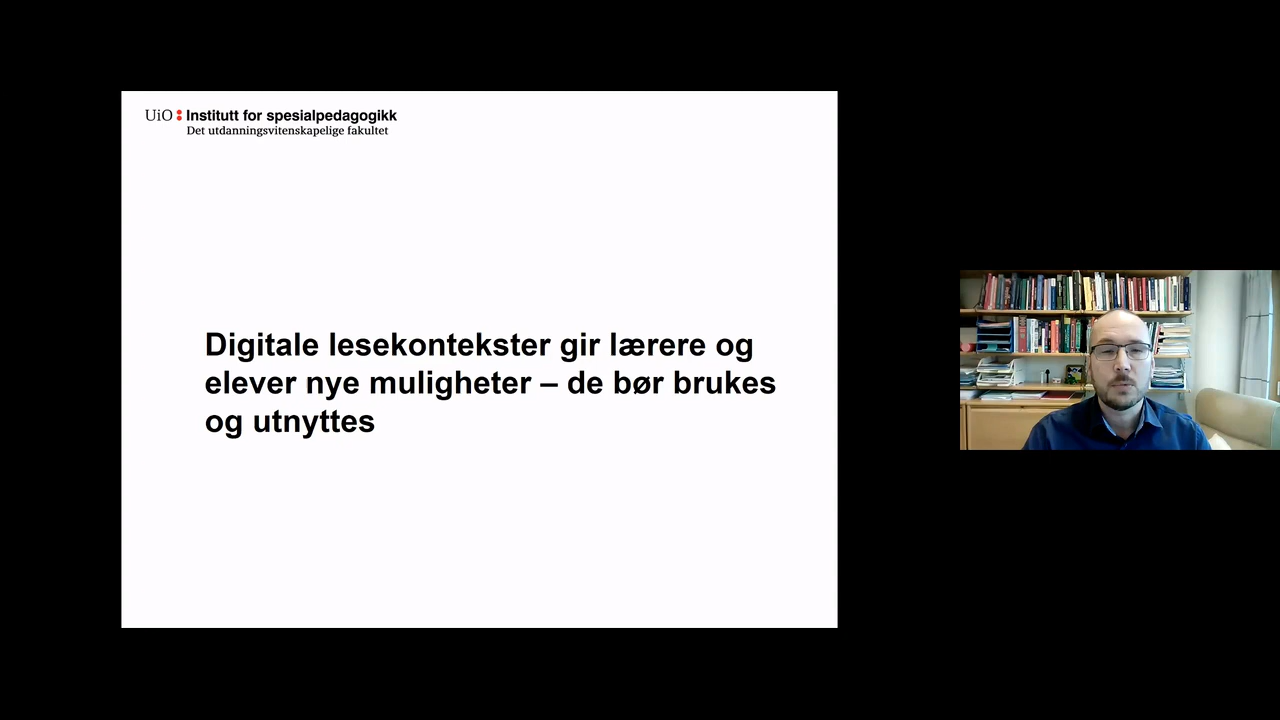 UiO : Institutt for spesialpedagogikk
Det utdanningsvitenskapelige fakultet
Digitale lesekontekster gir lærere og
elever nye muligheter – de bør brukes
og utnyttes